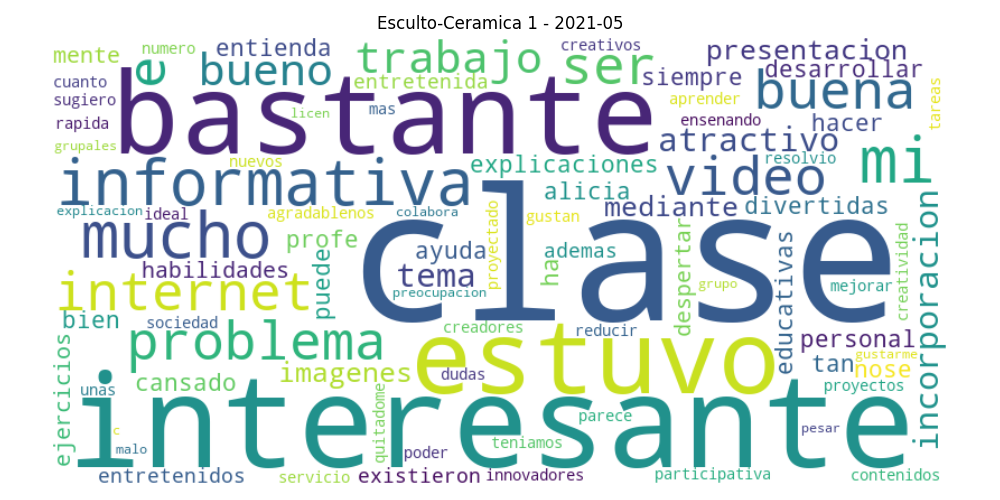 Esculto-Ceramica 1 - 2021-05
mente
numero
entienda
trabajo
creativos
presentacion
cuanto
e
bueno
entretenida
ser
siempre
desarrollar
sugiero
bastante
licen
mas
aprender
buena
tareas
rapida
ensenando
hacer
grupales
nuevos
explicaciones
atractivo
resolvio
mi
informativa
alicia
video
explicacion
ideal
agradablenos
colabora
proyectado
gustan
mediante
divertidas
mucho
profe
ayuda
clase
ademas
habilidades
puede
tema
ha
despertar
educativas
creatividad
incorporacion
internet
preocupacion
grupo
mejorar
bien
sociedad
creadores
reducir
problema
estuvo
personal
ejercicios
imagenes
dudas
tan
gustarme
nose
unas
cansado
interesante
proyectos
quitadome
parece
c
malo
poder
teniamos
pesar
entretenidos
servicio
existieron
innovadores
participativa
contenidos